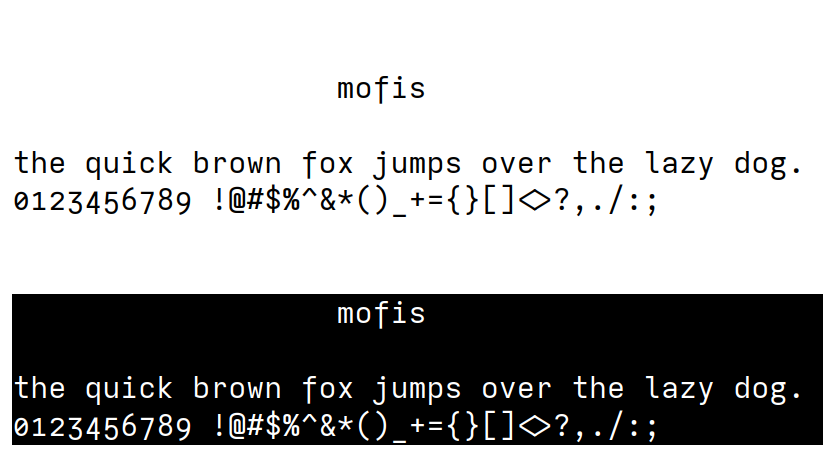 mofis
the quick brown fox jumps over the lazy dog.
0123456789 !@#$%^&*()_+={}[]<>?,./:;
mofis
the quick brown fox jumps over the lazy dog.
0123456789 !@#$%^&*()_+={}[]<>?,./:;